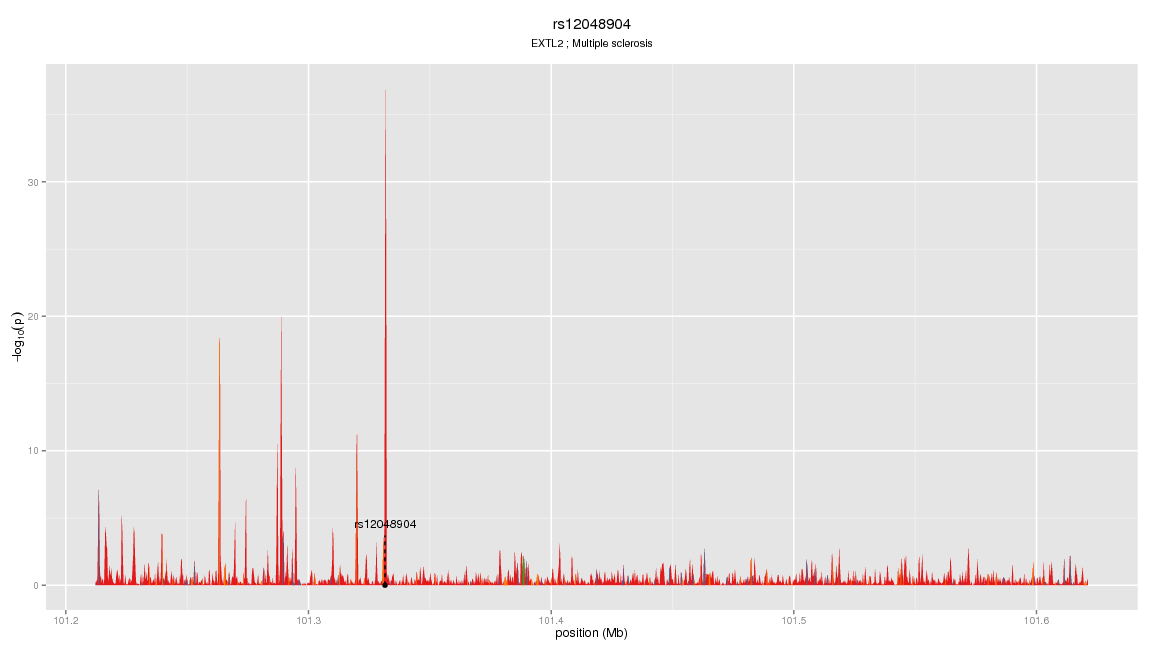 rs12048904
EXTL2 ; Multiple sclerosis
-log10(p)
30
20
10
0
rs12048904
101.2 101.3 101.4 101.5 101.6
position (Mb)